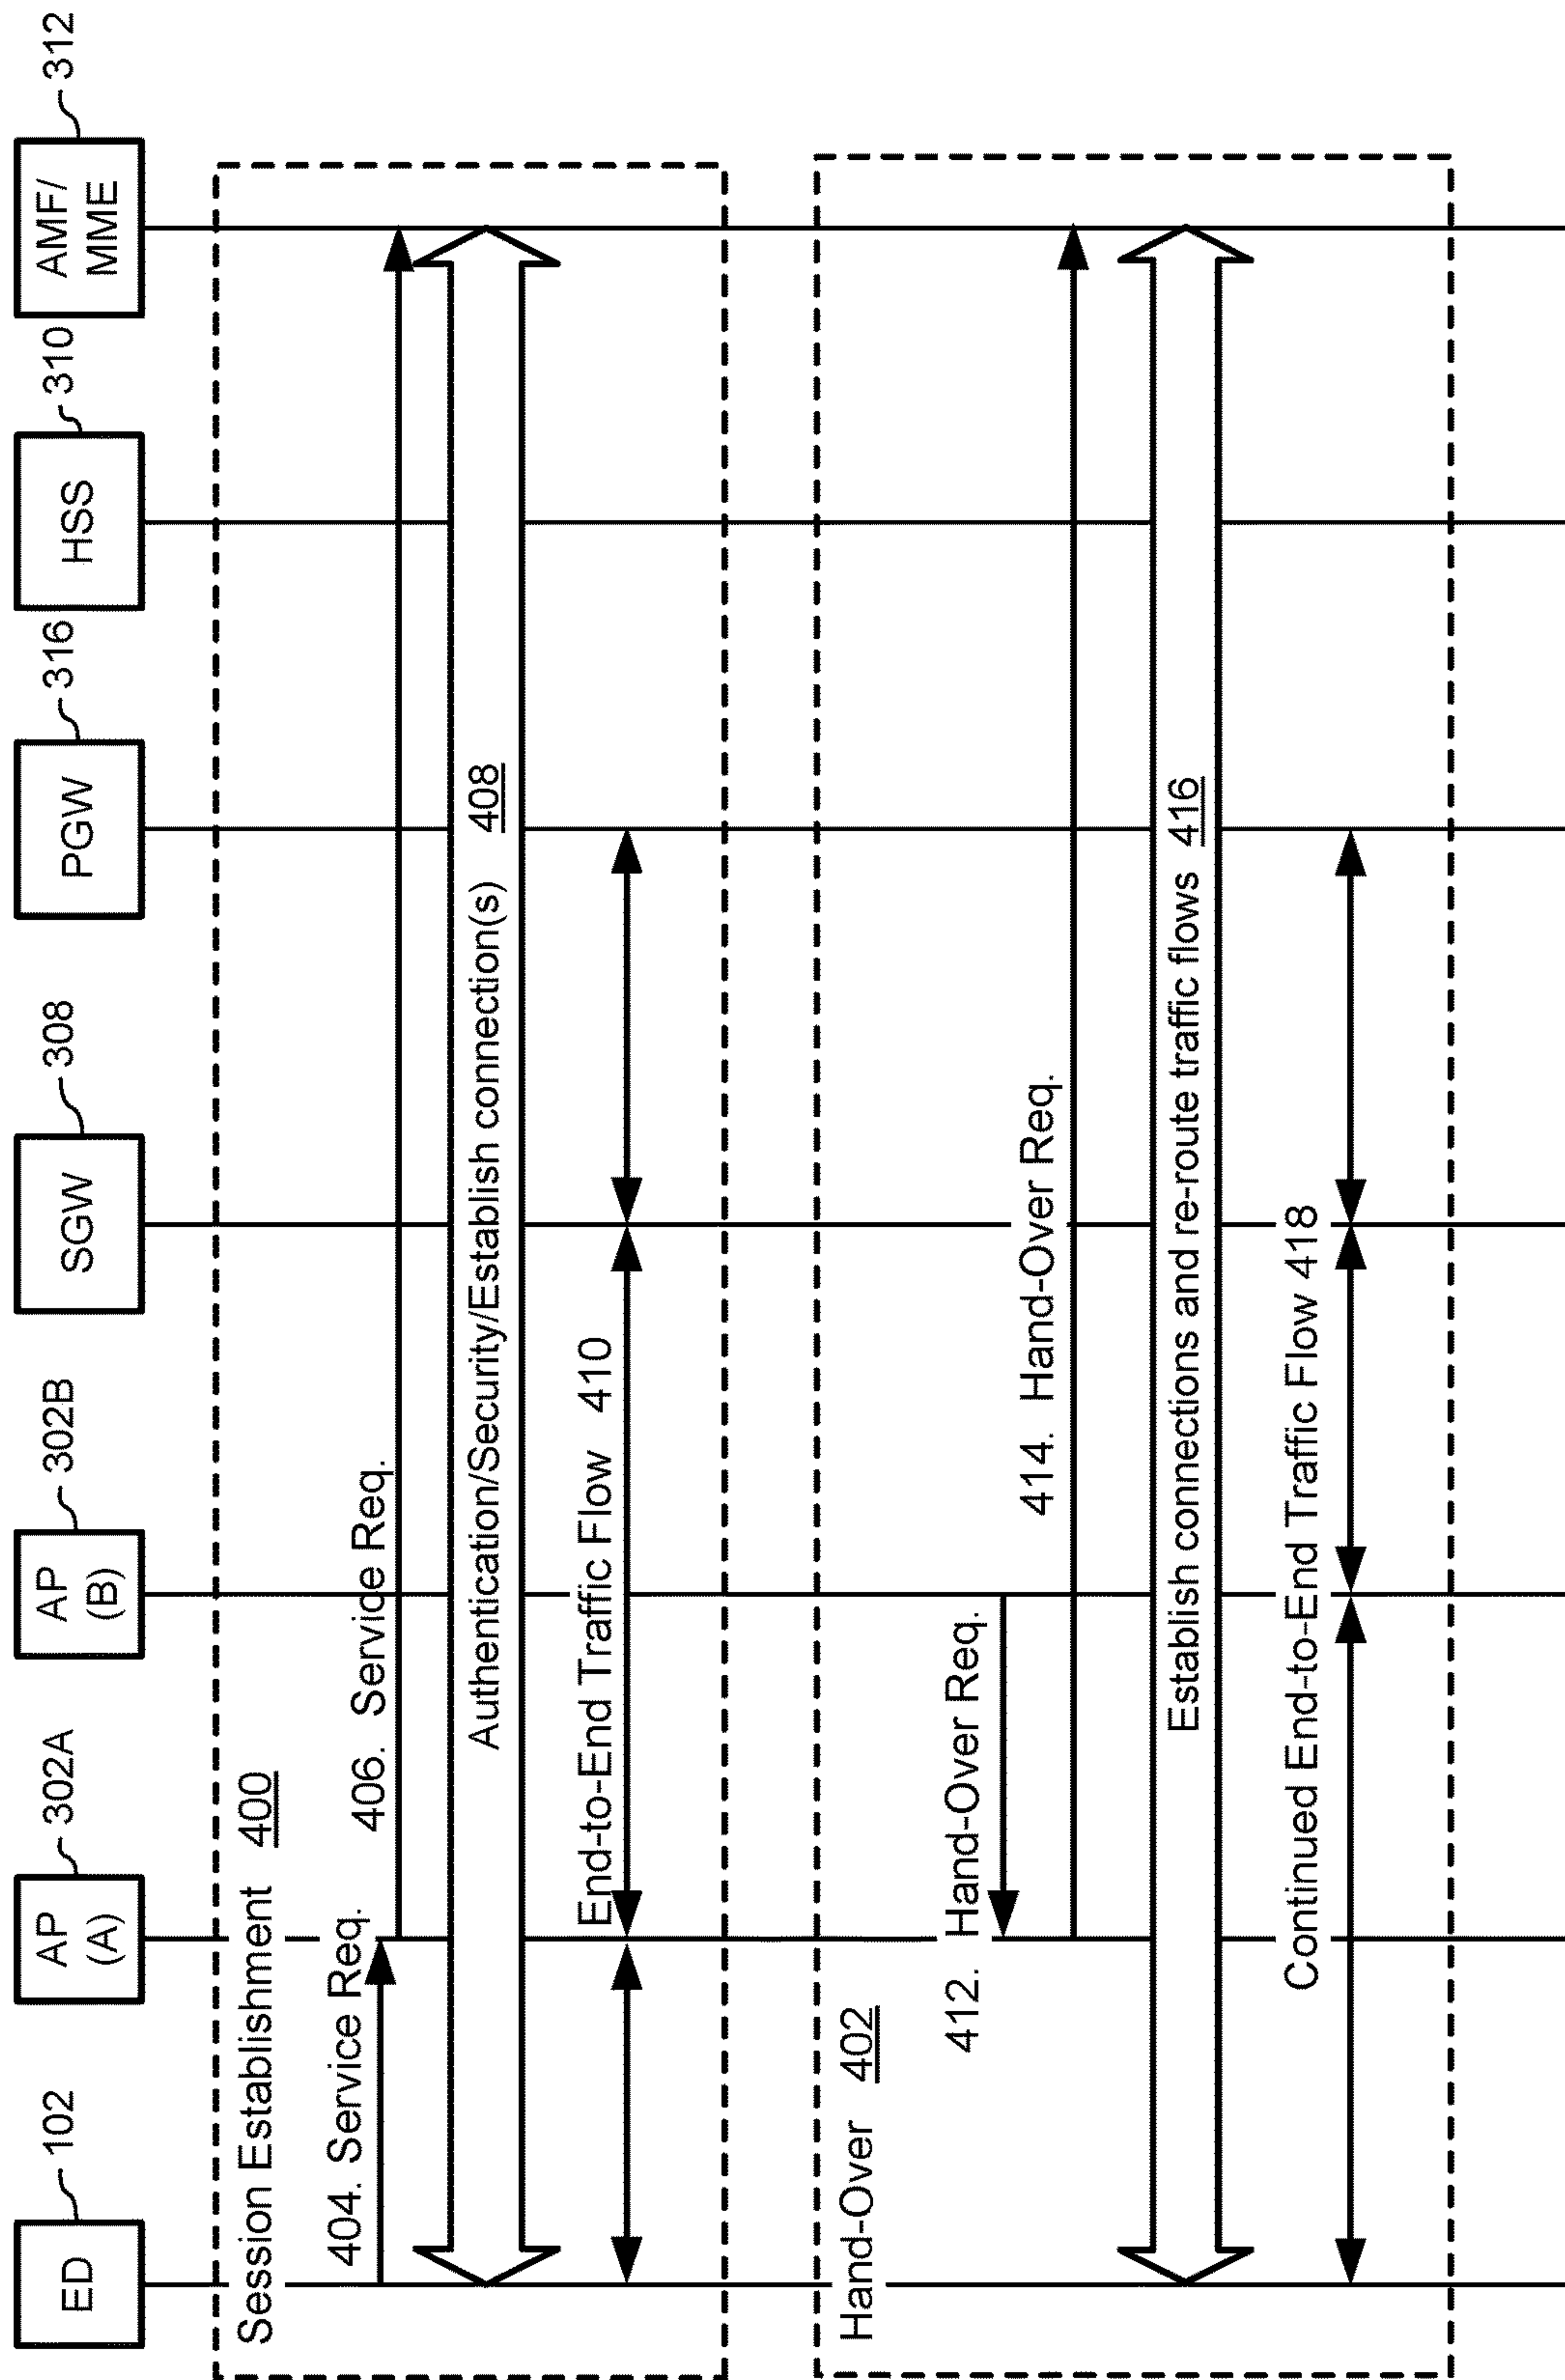 ED
102
AP
(A)
302A
AP
(B)
302B
SGW
308
PGW
316
HSS
310
AMF/
MME
312
Session Establishment 400
404. Service Req.
406. Service Req.
Authentication/Security/Establish connection(s) 408
End-to-End Traffic Flow 410
Hand-Over 402
412. Hand-Over Req.
414. Hand-Over Req.
Establish connections and re-route traffic flows 416
Continued End-to-End Traffic Flow 418